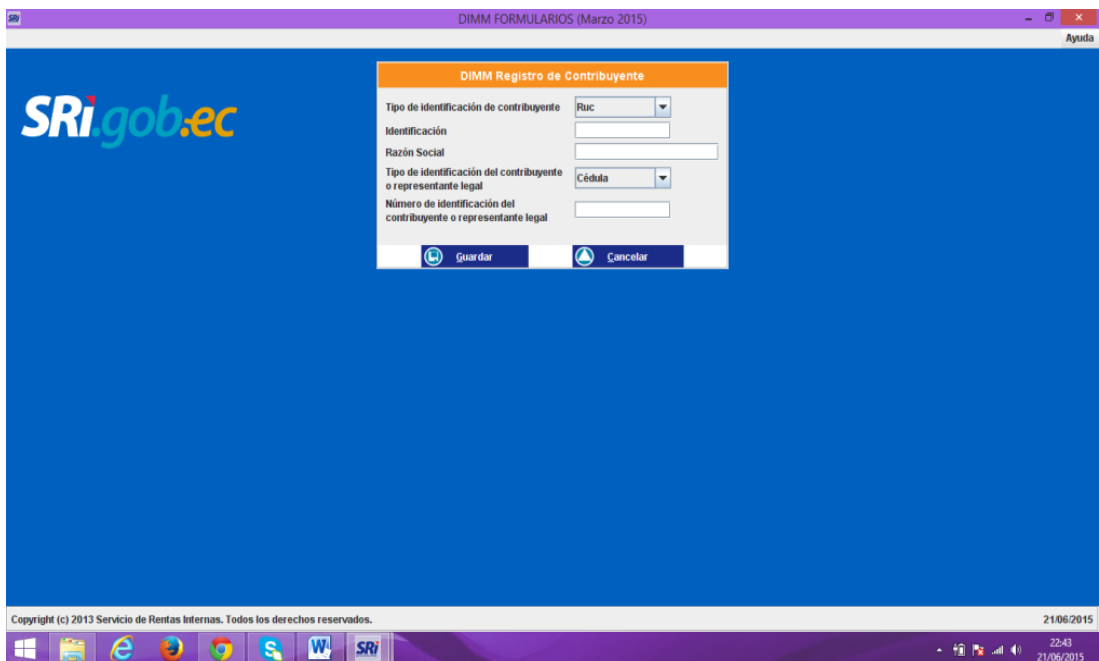 SRi
DIMM FORMULARIOS (Marzo 2015)
Ayuda
SRi.gob.ec
DIMM Registro de Contribuyente
Tipo de identificación de contribuyente
Ruc
Identificación
Razón Social
Tipo de identificación del contribuyente
o representante legal
Cédula
Número de identificación del
contribuyente o representante legal
Guardar
Cancelar
Copyright (c) 2013 Servicio de Rentas Internas. Todos los derechos reservados.
21/06/2015
SRi
22:43
21/06/2015